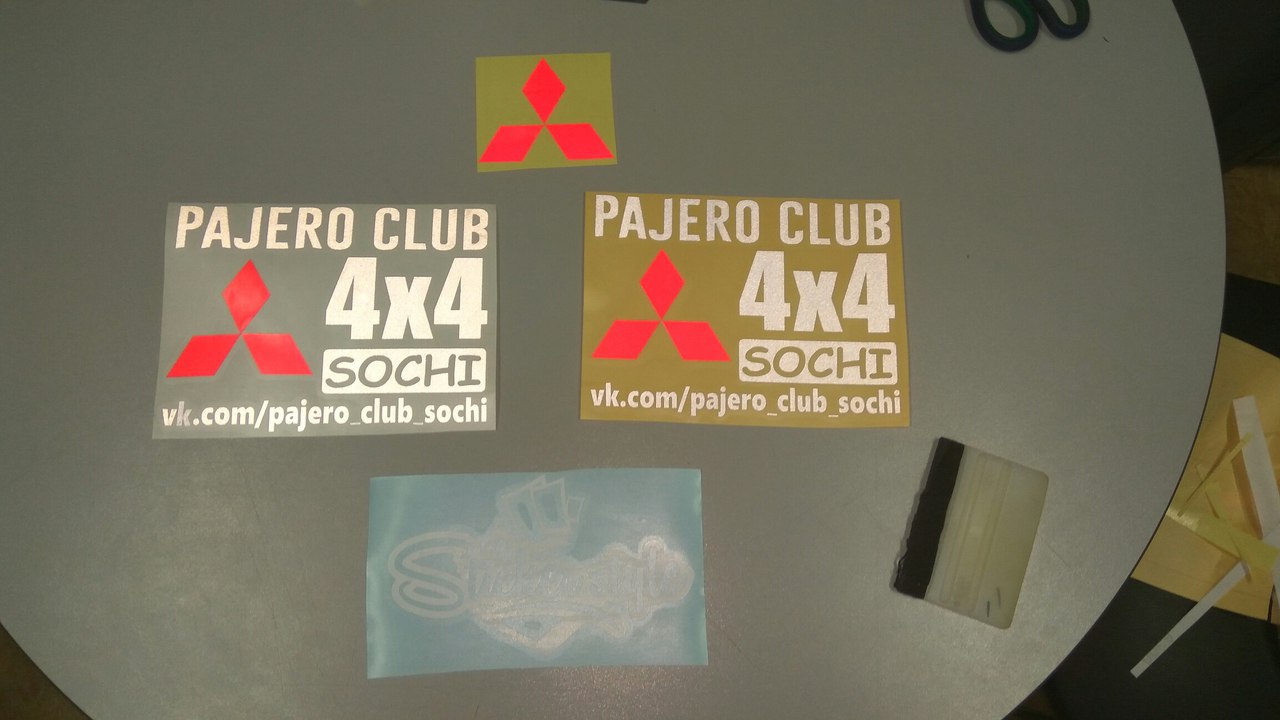 PAJERO CLUB
4x4
SOCHI
vk.com/pajero_club_sochi
PAJERO CLUB
4x4
SOCHI
vk.com/pajero_club_sochi